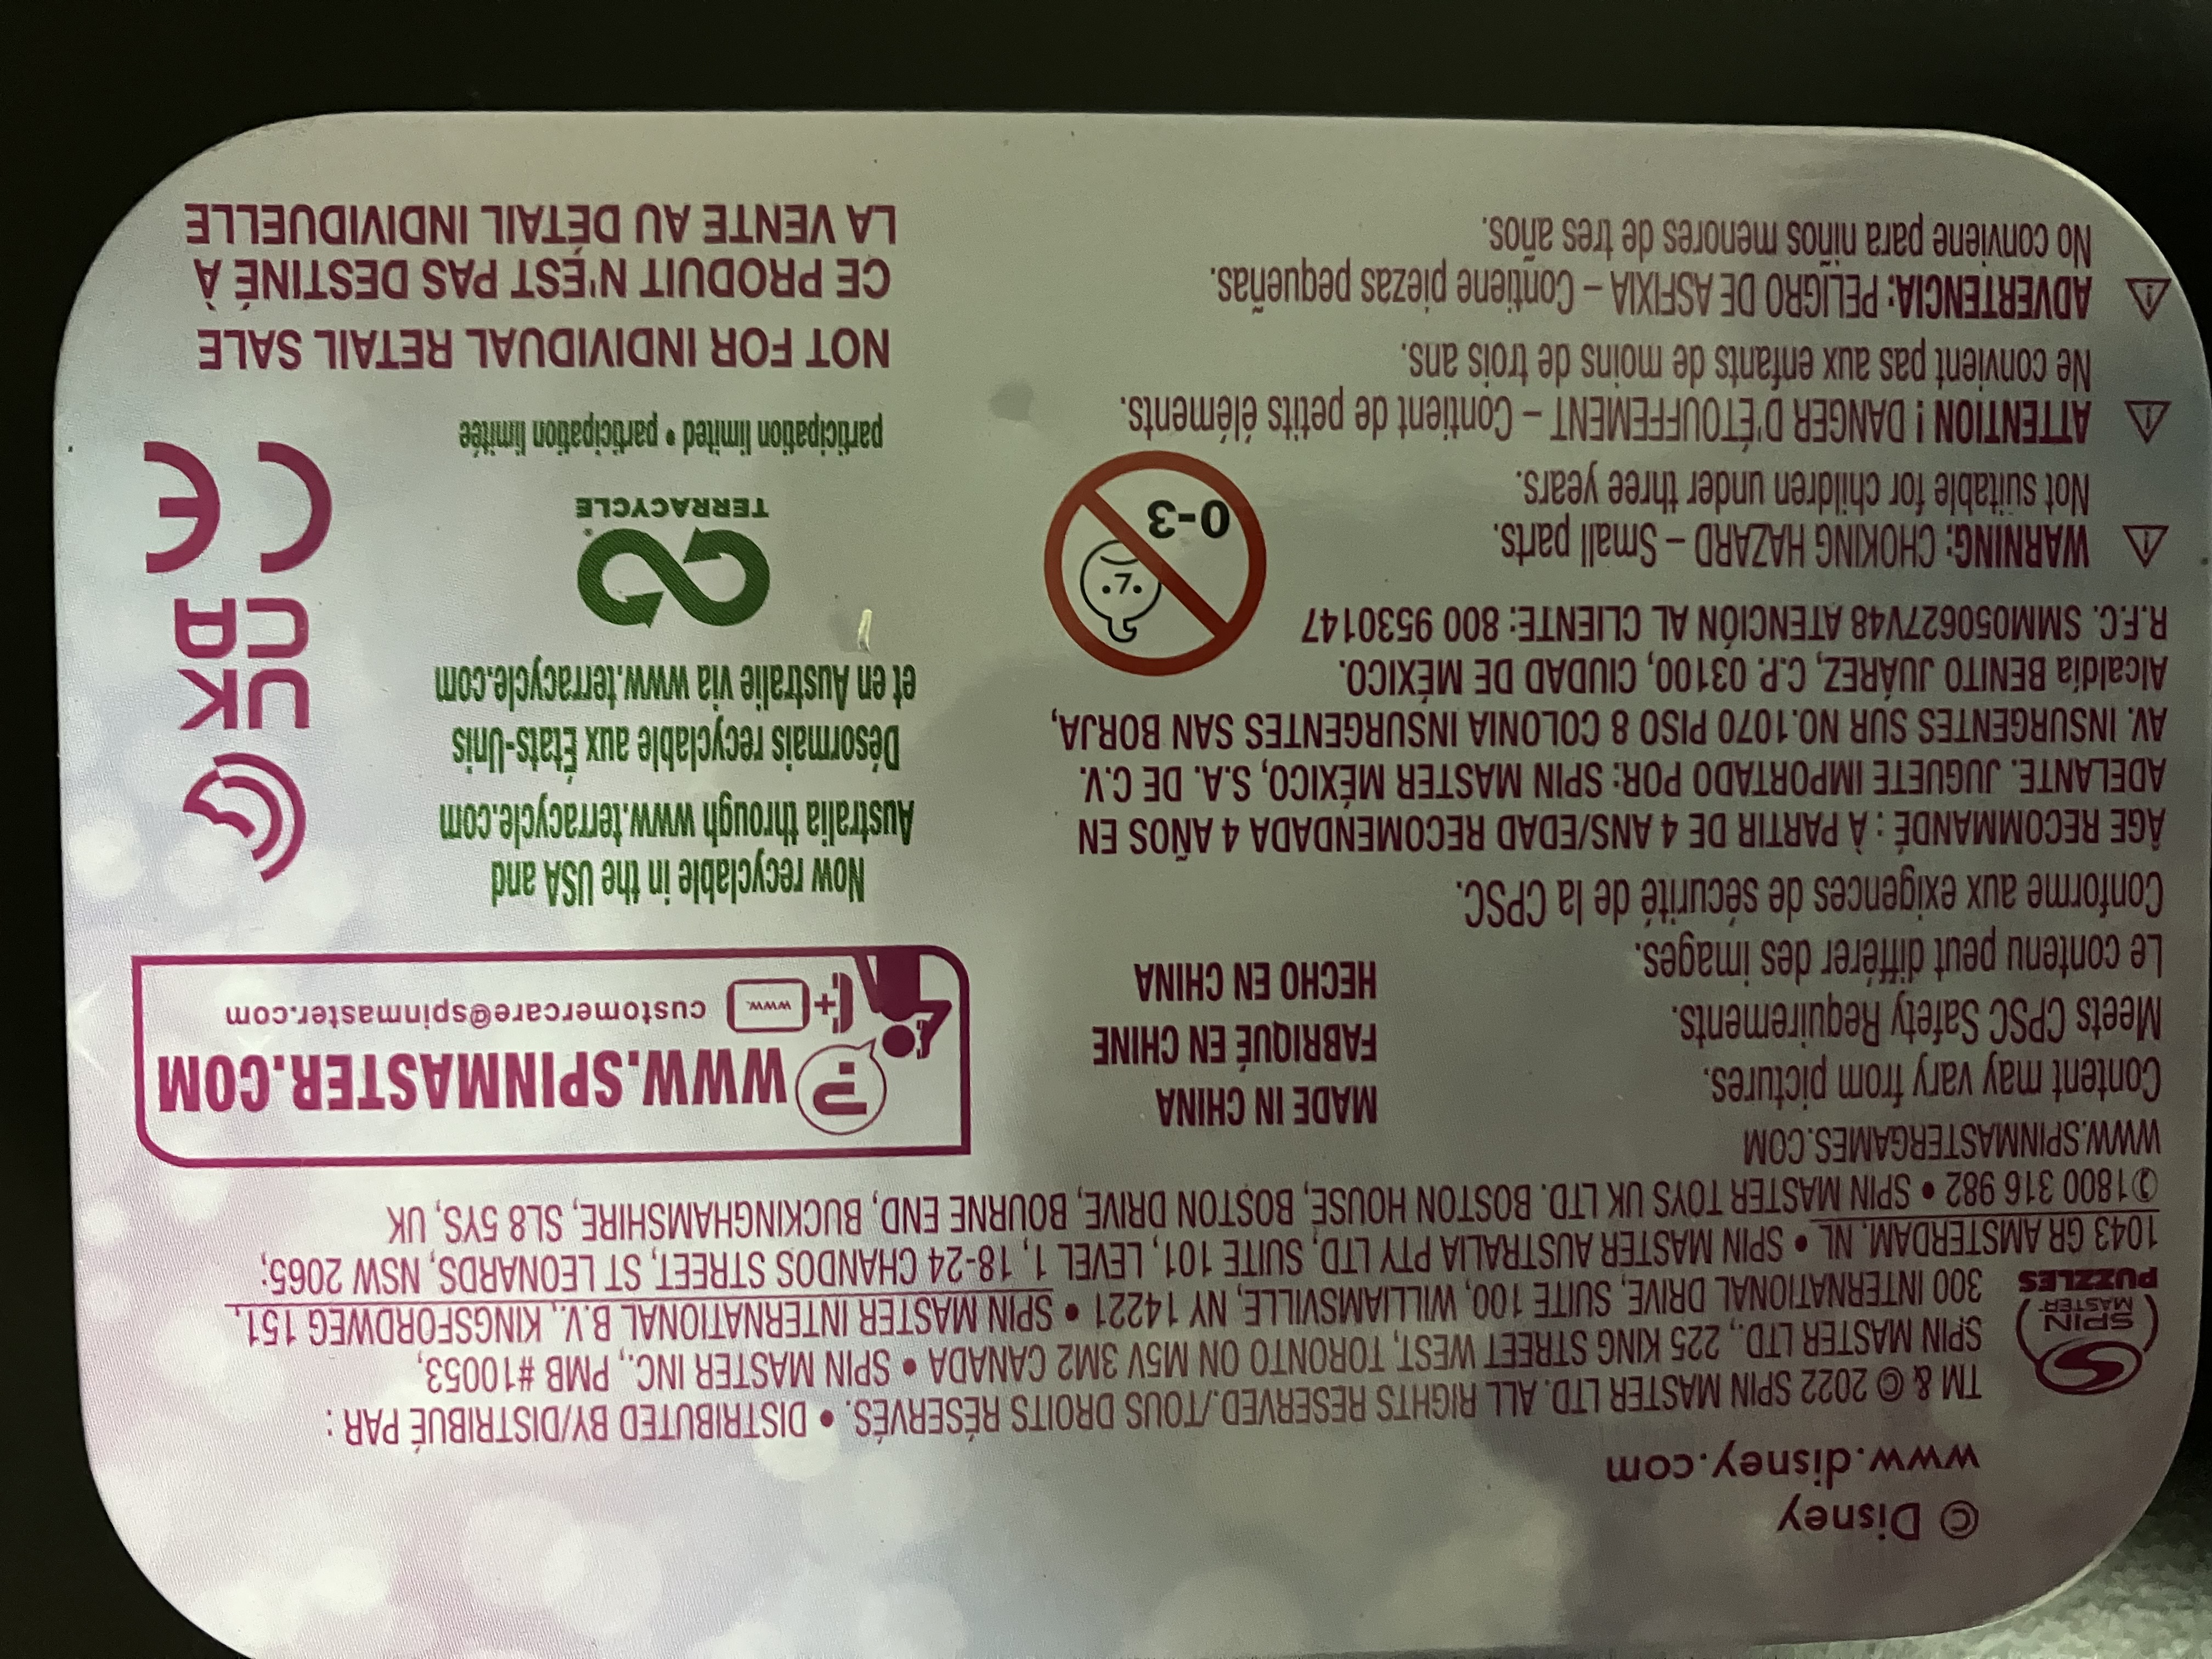 © Disney
www.disney.com
TM & © 2022 SPIN MASTER LTD. ALL RIGHTS RESERVED./TOUS DROITS RÉSERVÉS. • DISTRIBUTED BY/DISTRIBUÉ PAR :
SPIN MASTER LTD., 225 KING STREET WEST, TORONTO ON M5V 3M2 CANADA • SPIN MASTER INC., PMB #10053,
300 INTERNATIONAL DRIVE, SUITE 100, WILLIAMSVILLE, NY 14221 • SPIN MASTER INTERNATIONAL B.V., KINGSFORDWEG 151,
SPIN
MASTER
PUZZLES
1043 GR AMSTERDAM, NL • SPIN MASTER AUSTRALIA PTY LTD, SUITE 101, LEVEL 1, 18-24 CHANDOS STREET, ST LEONARDS, NSW 2065;
1800 316 982 • SPIN MASTER TOYS UK LTD. BOSTON HOUSE, BOSTON DRIVE, BOURNE END, BUCKINGHAMSHIRE, SL8 5YS, UK
WWW.SPINMASTERGAMES.COM
Content may vary from pictures.
Meets CPSC Safety Requirements.
Le contenu peut différer des images.
Conforme aux exigences de sécurité de la CPSC.
MADE IN CHINA
FABRIQUÉ EN CHINE
HECHO EN CHINA
?
WWW.SPINMASTER.COM
+ www. customercare@spinmaster.com
ÂGE RECOMMANDÉ : À PARTIR DE 4 ANS/EDAD RECOMENDADA 4 AÑOS EN
ADELANTE. JUGUETE IMPORTADO POR: SPIN MASTER MÉXICO, S.A. DE C.V.
AV. INSURGENTES SUR NO.1070 PISO 8 COLONIA INSURGENTES SAN BORJA,
Alcaldía BENITO JUÁREZ, C.P. 03100, CIUDAD DE MÉXICO.
R.F.C. SMM050627V48 ATENCIÓN AL CLIENTE: 800 9530147
WARNING: CHOKING HAZARD – Small parts.
Not suitable for children under three years.
ATTENTION ! DANGER D'ÉTOUFFEMENT – Contient de petits éléments.
Ne convient pas aux enfants de moins de trois ans.
ADVERTENCIA: PELIGRO DE ASFIXIA – Contiene piezas pequeñas.
No conviene para niños menores de tres años.
0-3
Now recyclable in the USA and
Australia through www.terracycle.com
Désormais recyclable aux États-Unis
et en Australie via www.terracycle.com
TERRACYCLE
participation limited • participation limitée
UK
CA
CE
NOT FOR INDIVIDUAL RETAIL SALE
CE PRODUIT N'EST PAS DESTINÉ À
LA VENTE AU DÉTAIL INDIVIDUELLE